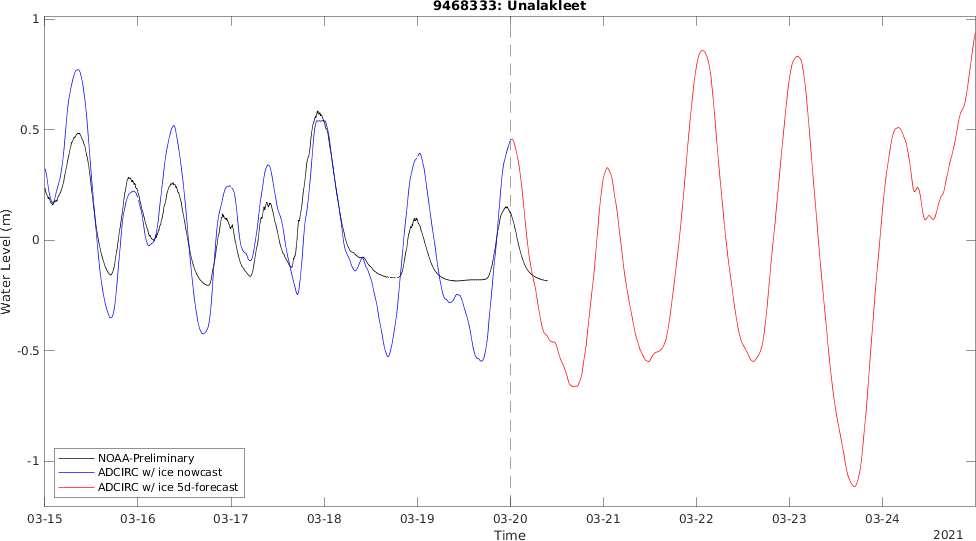 9468333: Unalakleet
1
0.5
0
-0.5
-1
Water Level (m)
NOAA-Preliminary
ADCIRC w/ ice nowcast
ADCIRC w/ ice 5d-forecast
03-15 03-16 03-17 03-18 03-19 03-20 03-21 03-22 03-23 03-24
Time
2021